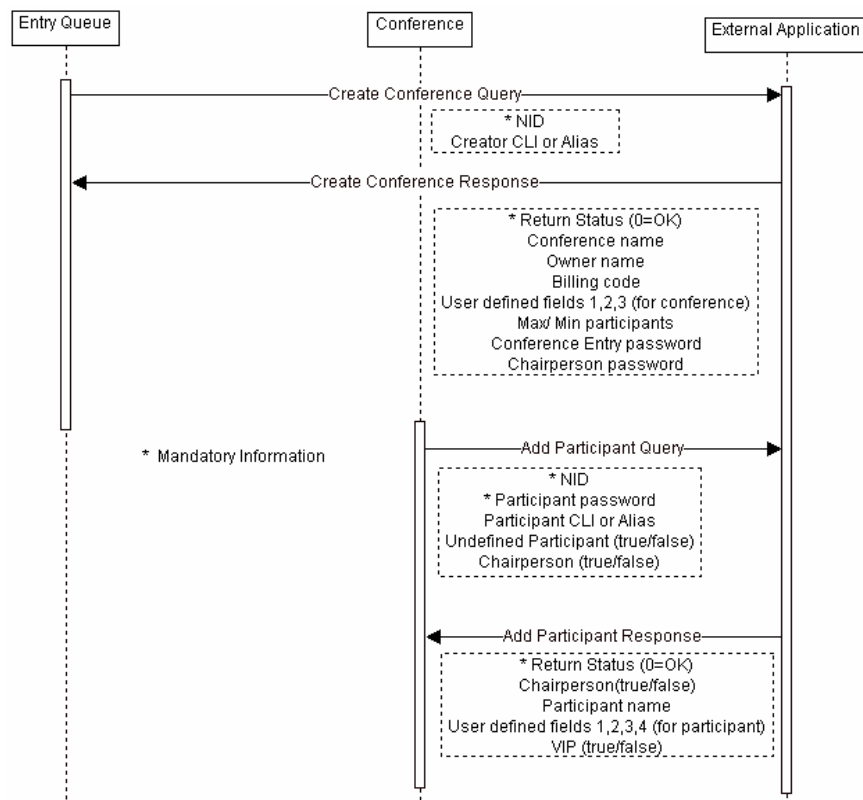 Entry Queue
Conference
External Application
Create Conference Query
* NID
Creator CLI or Alias
Create Conference Response
* Return Status (0=OK)
Conference name
Owner name
Billing code
User defined fields 1,2,3 (for conference)
Max/ Min participants
Conference Entry password
Chairperson password
Add Participant Query
* Mandatory Information
* NID
* Participant password
Participant CLI or Alias
Undefined Participant (true/false)
Chairperson (true/false)
Add Participant Response
* Return Status (0=OK)
Chairperson(true/false)
Participant name
User defined fields 1,2,3,4 (for participant)
VIP (true/false)